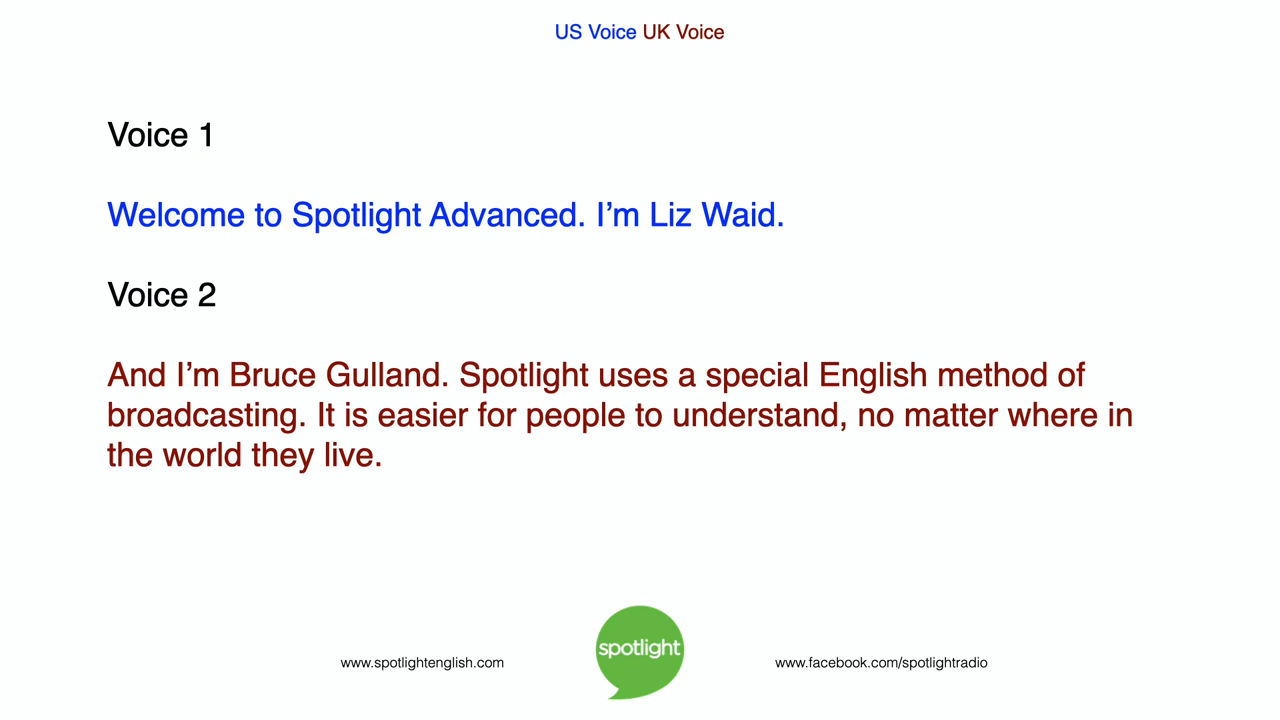 US Voice UK Voice
Voice 1
Welcome to Spotlight Advanced. I’m Liz Waid.
Voice 2
And I’m Bruce Gulland. Spotlight uses a special English method of
broadcasting. It is easier for people to understand, no matter where in
the world they live.
www.spotlightenglish.com
spotlight
www.facebook.com/spotlightradio